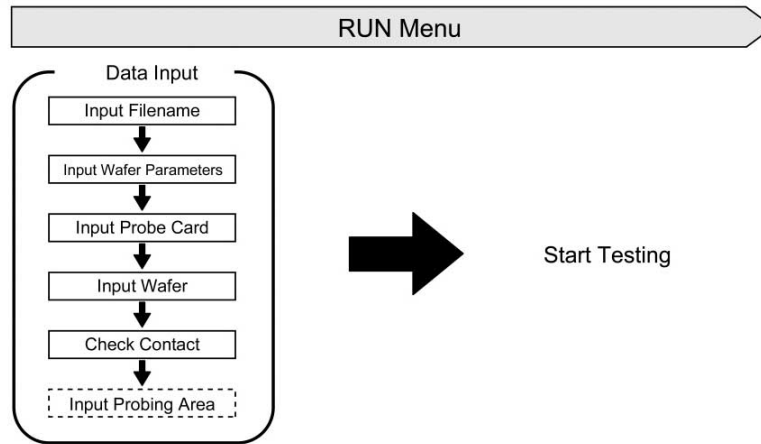 RUN Menu
Data Input
Input Filename
Input Wafer Parameters
Input Probe Card
Input Wafer
Check Contact
Input Probing Area
Start Testing